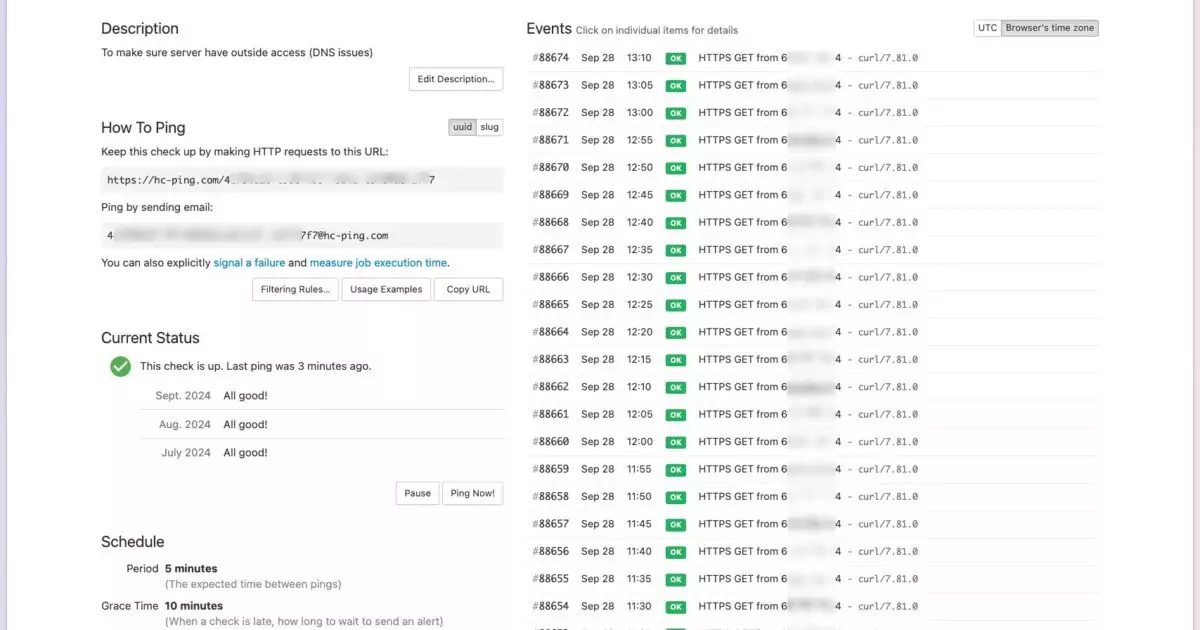 Description
To make sure server have outside access (DNS issues)
Edit Description...
How To Ping
uuid slug
Keep this check up by making HTTP requests to this URL:
https://hc-ping.com/4 7
Ping by sending email:
4 7f7@hc-ping.com
You can also explicitly signal a failure and measure job execution time.
Filtering Rules... Usage Examples Copy URL
Current Status
This check is up. Last ping was 3 minutes ago.
Sept. 2024 All good!
Aug. 2024 All good!
July 2024 All good!
Pause Ping Now!
Schedule
Period 5 minutes
(The expected time between pings)
Grace Time 10 minutes
(When a check is late, how long to wait to send an alert)
Events Click on individual items for details
UTC Browser's time zone
#88674 Sep 28 13:10 OK HTTPS GET from 6 4 - curl/7.81.0
#88673 Sep 28 13:05 OK HTTPS GET from 6 4 - curl/7.81.0
#88672 Sep 28 13:00 OK HTTPS GET from 6 4 - curl/7.81.0
#88671 Sep 28 12:55 OK HTTPS GET from 6 4 - curl/7.81.0
#88670 Sep 28 12:50 OK HTTPS GET from 6 4 - curl/7.81.0
#88669 Sep 28 12:45 OK HTTPS GET from 6 4 - curl/7.81.0
#88668 Sep 28 12:40 OK HTTPS GET from 6 4 - curl/7.81.0
#88667 Sep 28 12:35 OK HTTPS GET from 6 4 - curl/7.81.0
#88666 Sep 28 12:30 OK HTTPS GET from 6 4 - curl/7.81.0
#88665 Sep 28 12:25 OK HTTPS GET from 6 4 - curl/7.81.0
#88664 Sep 28 12:20 OK HTTPS GET from 6 4 - curl/7.81.0
#88663 Sep 28 12:15 OK HTTPS GET from 6 4 - curl/7.81.0
#88662 Sep 28 12:10 OK HTTPS GET from 6 4 - curl/7.81.0
#88661 Sep 28 12:05 OK HTTPS GET from 6 4 - curl/7.81.0
#88660 Sep 28 12:00 OK HTTPS GET from 6 4 - curl/7.81.0
#88659 Sep 28 11:55 OK HTTPS GET from 6 4 - curl/7.81.0
#88658 Sep 28 11:50 OK HTTPS GET from 6 4 - curl/7.81.0
#88657 Sep 28 11:45 OK HTTPS GET from 6 4 - curl/7.81.0
#88656 Sep 28 11:40 OK HTTPS GET from 6 4 - curl/7.81.0
#88655 Sep 28 11:35 OK HTTPS GET from 6 4 - curl/7.81.0
#88654 Sep 28 11:30 OK HTTPS GET from 6 4 - curl/7.81.0